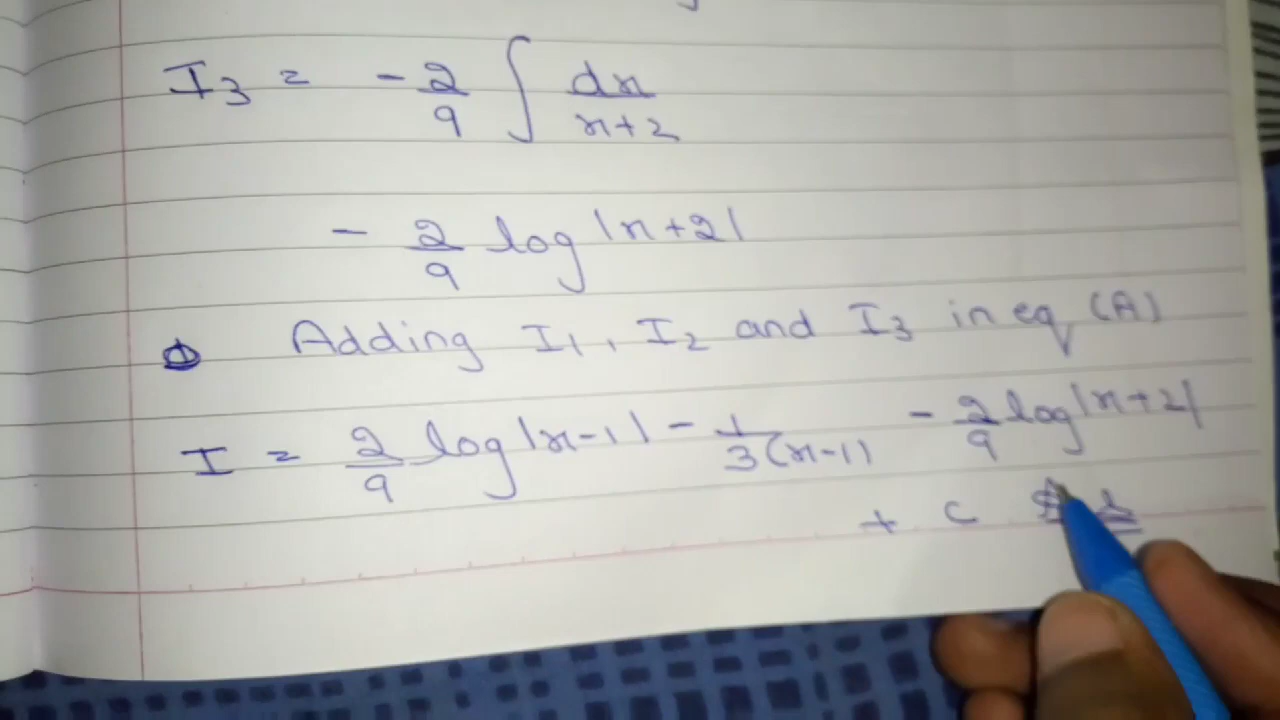 I3 = - 2/9 ∫ dx/x+2
- 2/9 log |x+2|
Adding I1, I2 and I3 in eq (A)
I = 2/9 log|x-1| - 1/3(x-1) - 2/9 log|x+2|
+ c